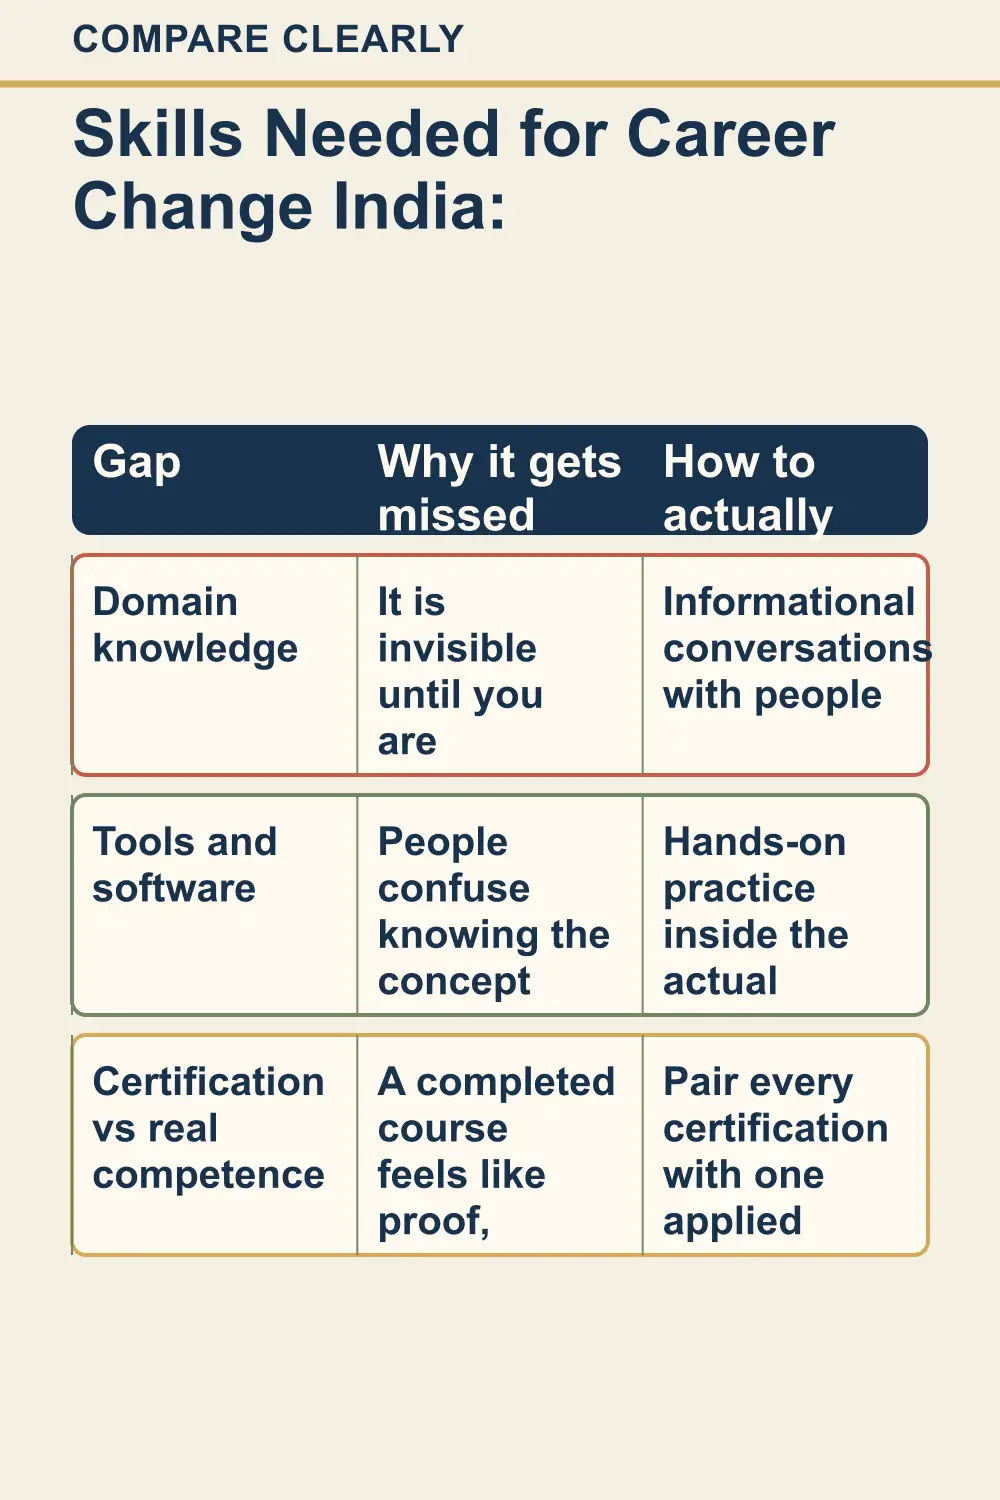 COMPARE CLEARLY
Skills Needed for Career
Change India:
Gap
Why it gets
missed
How to
actually
Domain
knowledge
It is
invisible
until you
are
Informational
conversations
with people
Tools and
software
People
confuse
knowing the
concept
Hands-on
practice
inside the
actual
Certification
vs real
competence
A completed
course
feels like
proof,
Pair every
certification
with one
applied